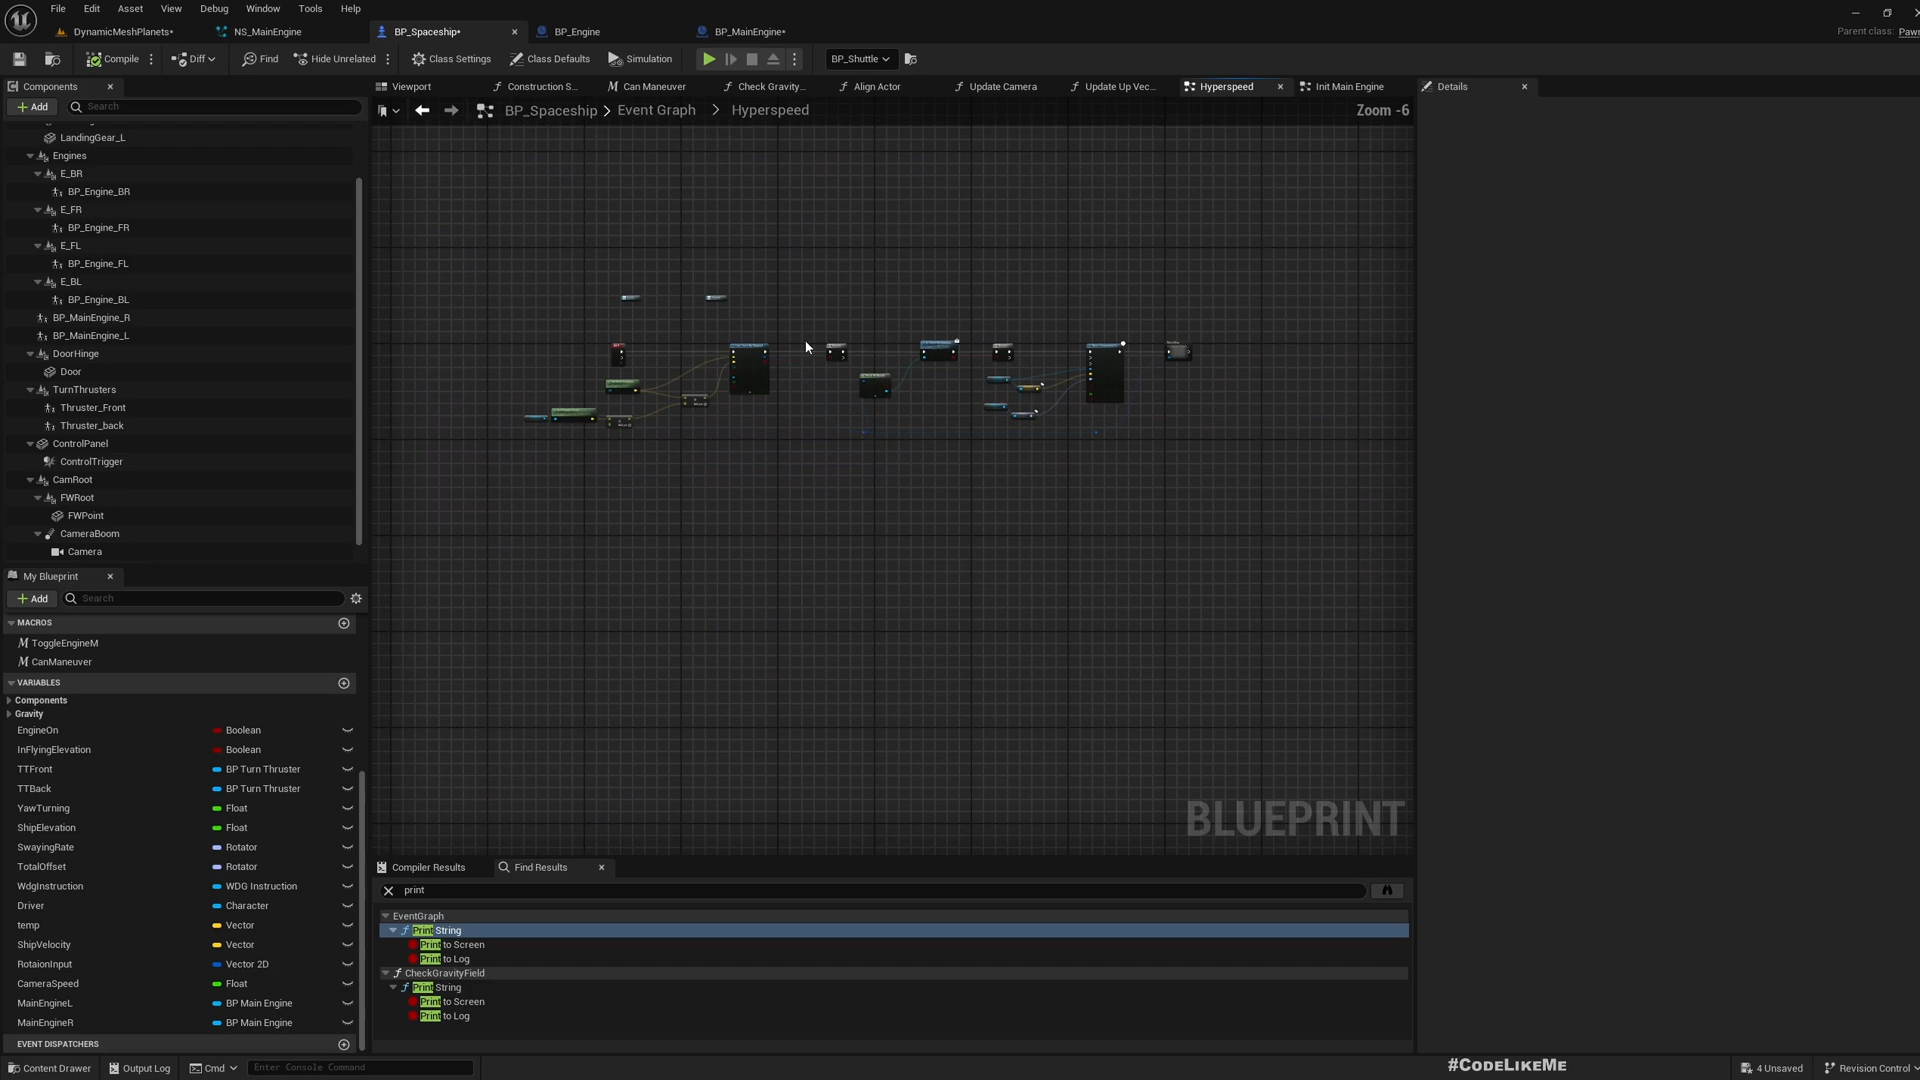 File Edit Asset View Debug Window Tools Help
DynamicMeshPlanets* NS_MainEngine BP_Spaceship* BP_Engine BP_MainEngine*
Parent class: Pawn
Compile Diff Find Hide Unrelated Class Settings Class Defaults Simulation BP_Shuttle
Components
Viewport Construction S... Can Maneuver Check Gravity... Align Actor Update Camera Update Up Vec... Hyperspeed Init Main Engine Details
+ Add Search
BP_Spaceship > Event Graph > Hyperspeed Zoom -6
LandingGear_L
Engines
E_BR
BP_Engine_BR
E_FR
BP_Engine_FR
E_FL
BP_Engine_FL
E_BL
BP_Engine_BL
BP_MainEngine_R
BP_MainEngine_L
DoorHinge
Door
TurnThrusters
Thruster_Front
Thruster_back
ControlPanel
ControlTrigger
CamRoot
FWRoot
FWPoint
CameraBoom
Camera
My Blueprint
+ Add Search
MACROS
ToggleEngineM
CanManeuver
VARIABLES
Components
Gravity
EngineOn Boolean
InFlyingElevation Boolean
TTFront BP Turn Thruster
TTBack BP Turn Thruster
YawTurning Float
ShipElevation Float
SwayingRate Rotator
TotalOffset Rotator
WdgInstruction WDG Instruction
Driver Character
temp Vector
ShipVelocity Vector
RotaionInput Vector 2D
CameraSpeed Float
MainEngineL BP Main Engine
MainEngineR BP Main Engine
EVENT DISPATCHERS
BLUEPRINT
Compiler Results Find Results
print
EventGraph
Print String
Print to Screen
Print to Log
CheckGravityField
Print String
Print to Screen
Print to Log
Content Drawer Output Log Cmd Enter Console Command
#CODELIKEME
4 Unsaved Revision Control